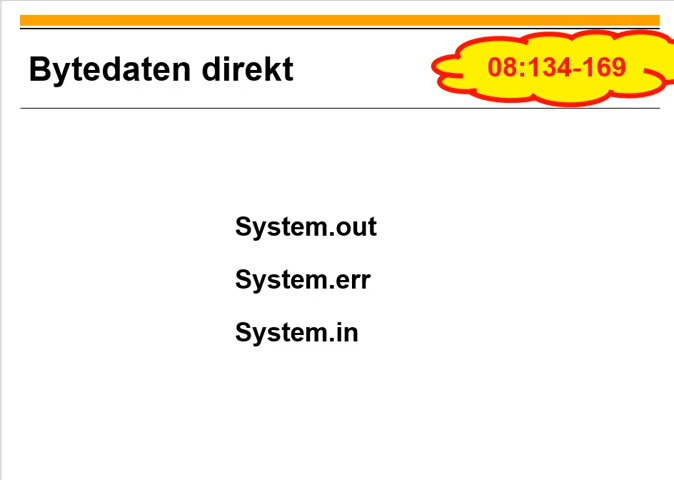 Bytedaten direkt
08:134-169
System.out
System.err
System.in